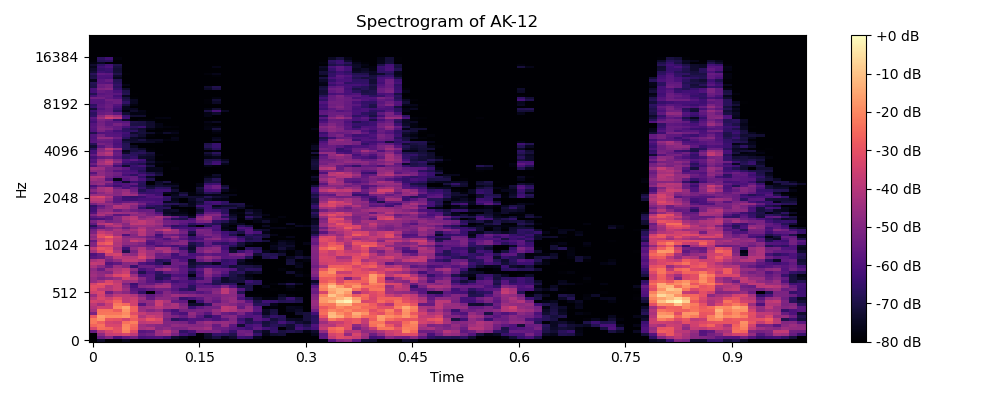 Spectrogram of AK-12
16384
8192
4096
2048
1024
512
0
Hz
0 0.15 0.3 0.45 0.6 0.75 0.9
Time
+0 dB
-10 dB
-20 dB
-30 dB
-40 dB
-50 dB
-60 dB
-70 dB
-80 dB